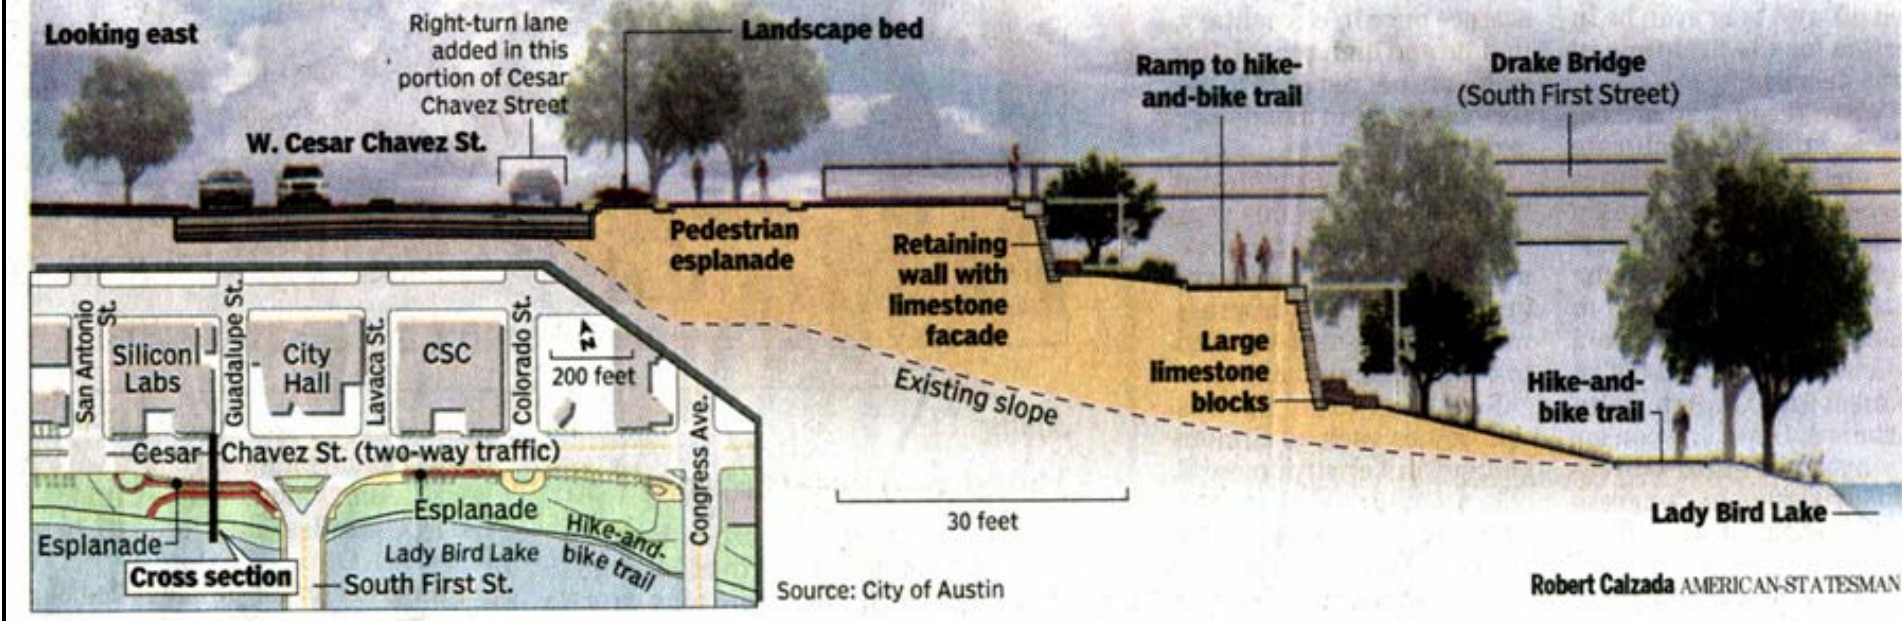 Looking east
Right-turn lane
added in this
portion of Cesar
Chavez Street
Landscape bed
W. Cesar Chavez St.
Ramp to hike-
and-bike trail
Drake Bridge
(South First Street)
Pedestrian
esplanade
Retaining
wall with
limestone
facade
Large
limestone
blocks
Existing slope
Hike-and-
bike trail
Lady Bird Lake
30 feet
San Antonio
St.
Silicon
Labs
Guadalupe St.
City
Hall
Lavaca St.
CSC
Colorado St.
N
200 feet
Congress Ave.
Cesar Chavez St. (two-way traffic)
Esplanade
Esplanade
Hike-and-
bike trail
Lady Bird Lake
Cross section
South First St.
Source: City of Austin
Robert Calzada AMERICAN-STATESMAN